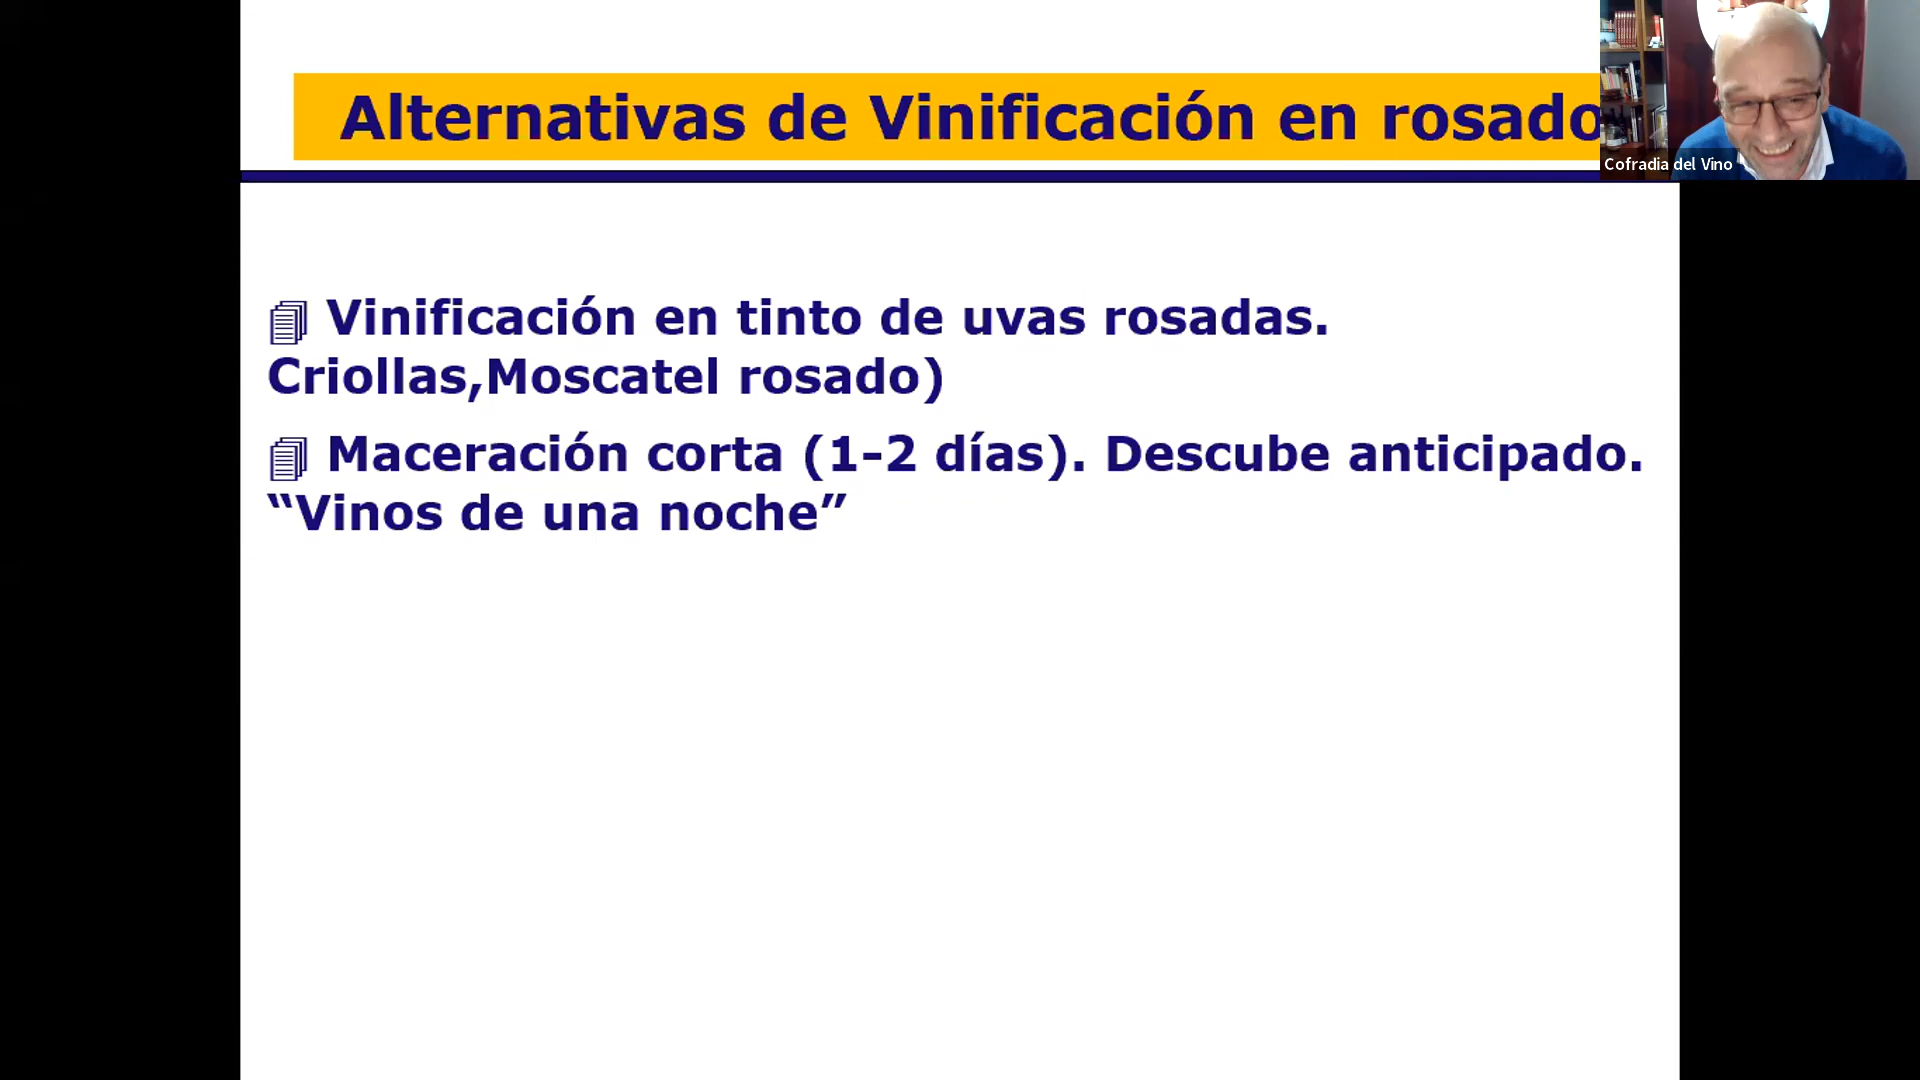 Alternativas de Vinificación en rosado
Cofradia del Vino
Vinificación en tinto de uvas rosadas.
Criollas,Moscatel rosado)
Maceración corta (1-2 días). Descube anticipado.
“Vinos de una noche”